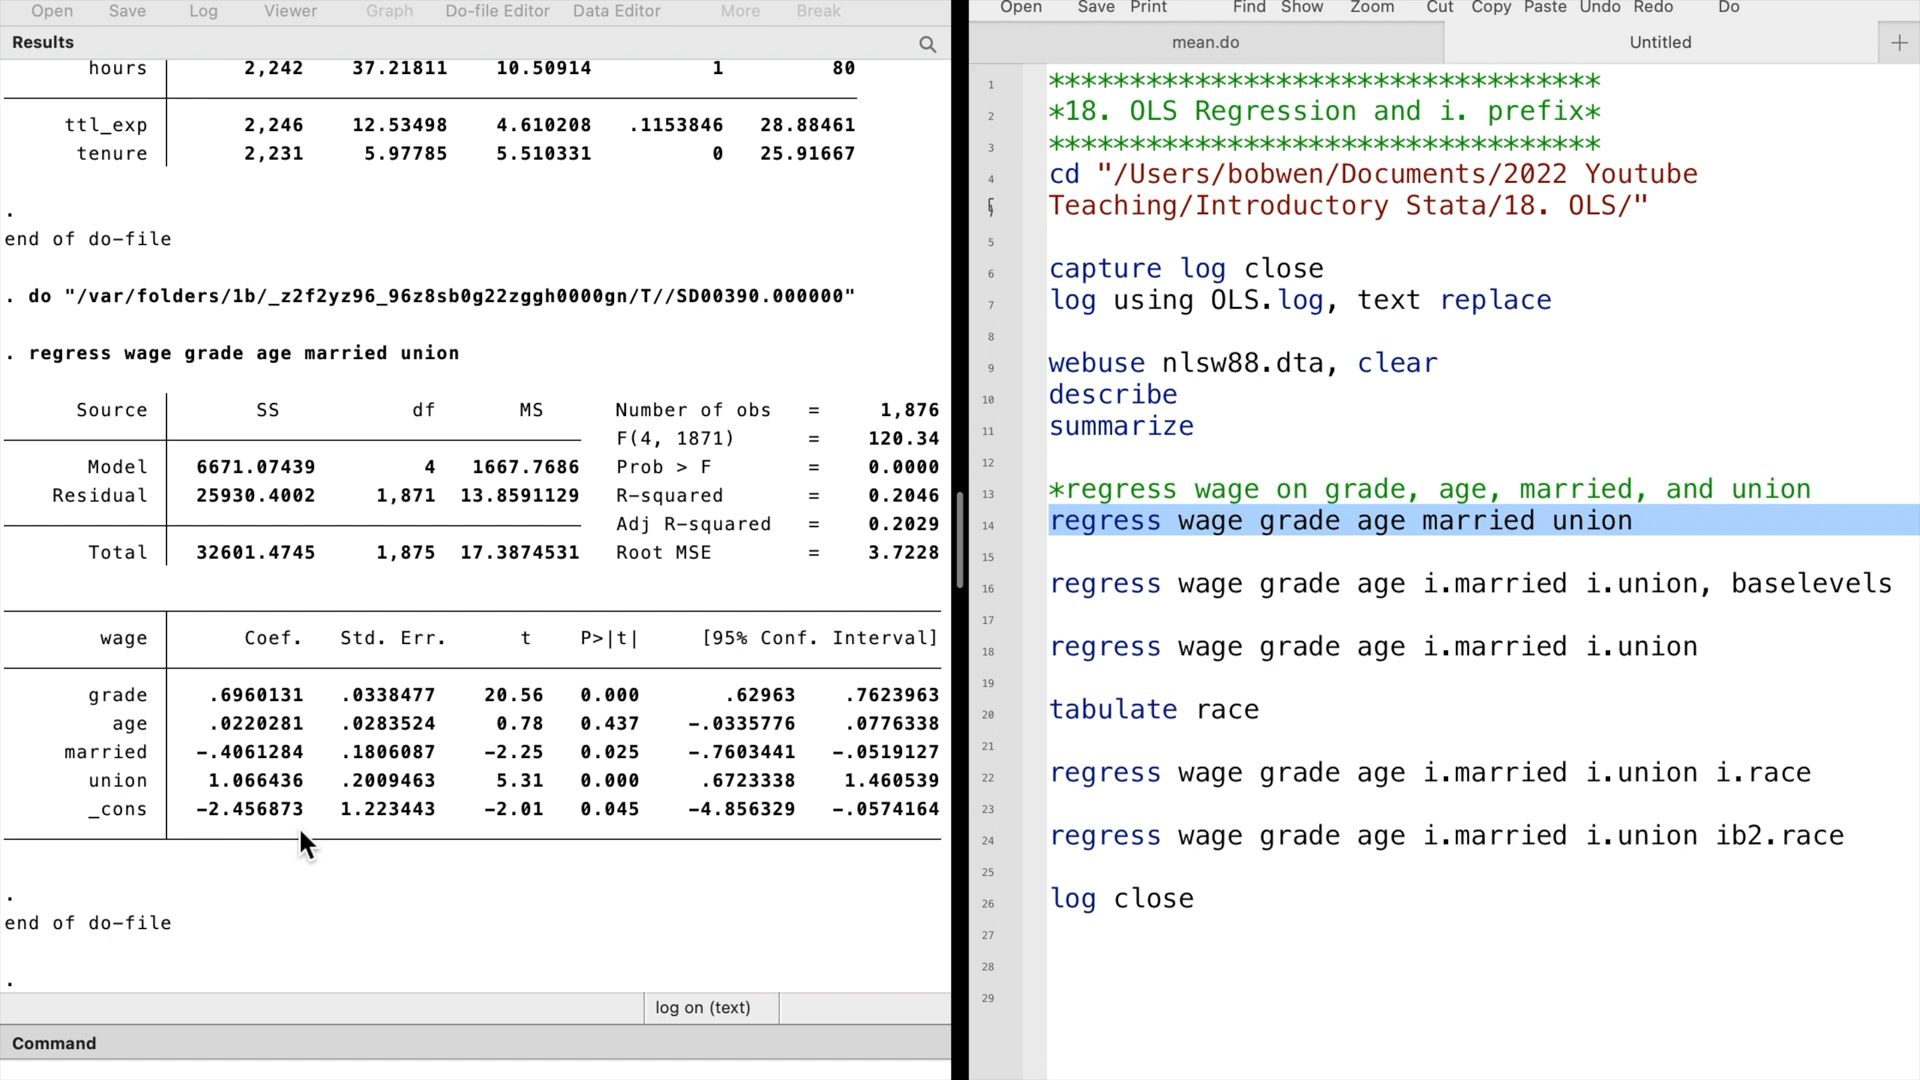 Open Save Log Viewer Graph Do-file Editor Data Editor More Break
Results
hours 2,242 37.21811 10.50914 1 80
ttl_exp 2,246 12.53498 4.610208 .1153846 28.88461
tenure 2,231 5.97785 5.510331 0 25.91667
.
end of do-file
. do "/var/folders/1b/_z2f2yz96_96z8sb0g22zggh0000gn/T//SD00390.000000"
. regress wage grade age married union
Source SS df MS Number of obs = 1,876
F(4, 1871) = 120.34
Model 6671.07439 4 1667.7686 Prob > F = 0.0000
Residual 25930.4002 1,871 13.8591129 R-squared = 0.2046
Adj R-squared = 0.2029
Total 32601.4745 1,875 17.3874531 Root MSE = 3.7228
wage Coef. Std. Err. t P>|t| [95% Conf. Interval]
grade .6960131 .0338477 20.56 0.000 .62963 .7623963
age .0220281 .0283524 0.78 0.437 -.0335776 .0776338
married -.4061284 .1806087 -2.25 0.025 -.7603441 -.0519127
union 1.066436 .2009463 5.31 0.000 .6723338 1.460539
_cons -2.456873 1.223443 -2.01 0.045 -4.856329 -.0574164
.
end of do-file
.
log on (text)
Command
Open Save Print Find Show Zoom Cut Copy Paste Undo Redo Do
mean.do Untitled +
1 **********************************
2 *18. OLS Regression and i. prefix*
3 **********************************
4 cd "/Users/bobwen/Documents/2022 Youtube
Teaching/Introductory Stata/18. OLS/"
5
6 capture log close
7 log using OLS.log, text replace
8
9 webuse nlsw88.dta, clear
10 describe
11 summarize
12
13 *regress wage on grade, age, married, and union
14 regress wage grade age married union
15
16 regress wage grade age i.married i.union, baselevels
17
18 regress wage grade age i.married i.union
19
20 tabulate race
21
22 regress wage grade age i.married i.union i.race
23
24 regress wage grade age i.married i.union ib2.race
25
26 log close
27
28
29